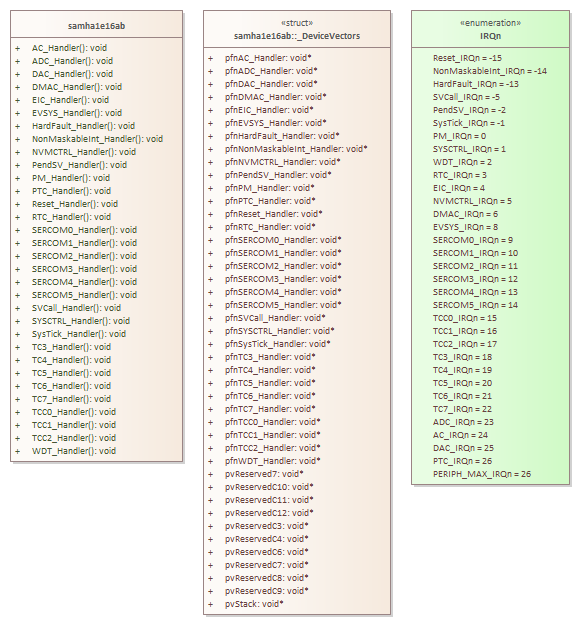 samha1e16ab
+ AC_Handler(): void
+ ADC_Handler(): void
+ DAC_Handler(): void
+ DMAC_Handler(): void
+ EIC_Handler(): void
+ EVSYS_Handler(): void
+ HardFault_Handler(): void
+ NonMaskableInt_Handler(): void
+ NVMCTRL_Handler(): void
+ PendSV_Handler(): void
+ PM_Handler(): void
+ PTC_Handler(): void
+ Reset_Handler(): void
+ RTC_Handler(): void
+ SERCOM0_Handler(): void
+ SERCOM1_Handler(): void
+ SERCOM2_Handler(): void
+ SERCOM3_Handler(): void
+ SERCOM4_Handler(): void
+ SERCOM5_Handler(): void
+ SVCall_Handler(): void
+ SYSCTRL_Handler(): void
+ SysTick_Handler(): void
+ TC3_Handler(): void
+ TC4_Handler(): void
+ TC5_Handler(): void
+ TC6_Handler(): void
+ TC7_Handler(): void
+ TCC0_Handler(): void
+ TCC1_Handler(): void
+ TCC2_Handler(): void
+ WDT_Handler(): void
«struct»
samha1e16ab::_DeviceVectors
+ pfnAC_Handler: void*
+ pfnADC_Handler: void*
+ pfnDAC_Handler: void*
+ pfnDMAC_Handler: void*
+ pfnEIC_Handler: void*
+ pfnEVSYS_Handler: void*
+ pfnHardFault_Handler: void*
+ pfnNonMaskableInt_Handler: void*
+ pfnNVMCTRL_Handler: void*
+ pfnPendSV_Handler: void*
+ pfnPM_Handler: void*
+ pfnPTC_Handler: void*
+ pfnReset_Handler: void*
+ pfnRTC_Handler: void*
+ pfnSERCOM0_Handler: void*
+ pfnSERCOM1_Handler: void*
+ pfnSERCOM2_Handler: void*
+ pfnSERCOM3_Handler: void*
+ pfnSERCOM4_Handler: void*
+ pfnSERCOM5_Handler: void*
+ pfnSVCall_Handler: void*
+ pfnSYSCTRL_Handler: void*
+ pfnSysTick_Handler: void*
+ pfnTC3_Handler: void*
+ pfnTC4_Handler: void*
+ pfnTC5_Handler: void*
+ pfnTC6_Handler: void*
+ pfnTC7_Handler: void*
+ pfnTCC0_Handler: void*
+ pfnTCC1_Handler: void*
+ pfnTCC2_Handler: void*
+ pfnWDT_Handler: void*
+ pvReserved7: void*
+ pvReservedC10: void*
+ pvReservedC11: void*
+ pvReservedC12: void*
+ pvReservedC3: void*
+ pvReservedC4: void*
+ pvReservedC6: void*
+ pvReservedC7: void*
+ pvReservedC8: void*
+ pvReservedC9: void*
+ pvStack: void*
«enumeration»
IRQn
Reset_IRQn = -15
NonMaskableInt_IRQn = -14
HardFault_IRQn = -13
SVCall_IRQn = -5
PendSV_IRQn = -2
SysTick_IRQn = -1
PM_IRQn = 0
SYSCTRL_IRQn = 1
WDT_IRQn = 2
RTC_IRQn = 3
EIC_IRQn = 4
NVMCTRL_IRQn = 5
DMAC_IRQn = 6
EVSYS_IRQn = 8
SERCOM0_IRQn = 9
SERCOM1_IRQn = 10
SERCOM2_IRQn = 11
SERCOM3_IRQn = 12
SERCOM4_IRQn = 13
SERCOM5_IRQn = 14
TCC0_IRQn = 15
TCC1_IRQn = 16
TCC2_IRQn = 17
TC3_IRQn = 18
TC4_IRQn = 19
TC5_IRQn = 20
TC6_IRQn = 21
TC7_IRQn = 22
ADC_IRQn = 23
AC_IRQn = 24
DAC_IRQn = 25
PTC_IRQn = 26
PERIPH_MAX_IRQn = 26